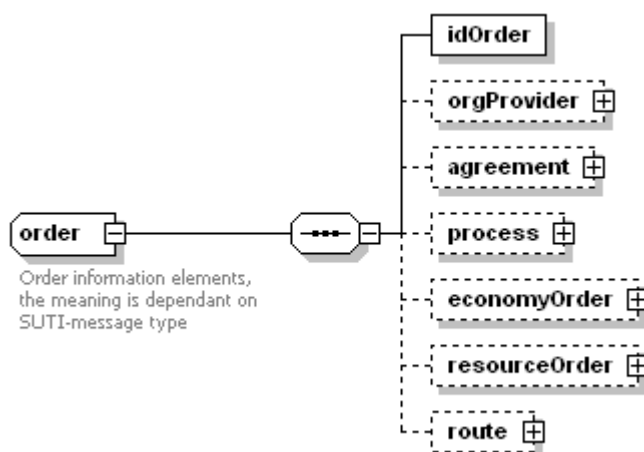 idOrder
orgProvider
agreement
order
process
Order information elements,
the meaning is dependant on
SUTI-message type
economyOrder
resourceOrder
route